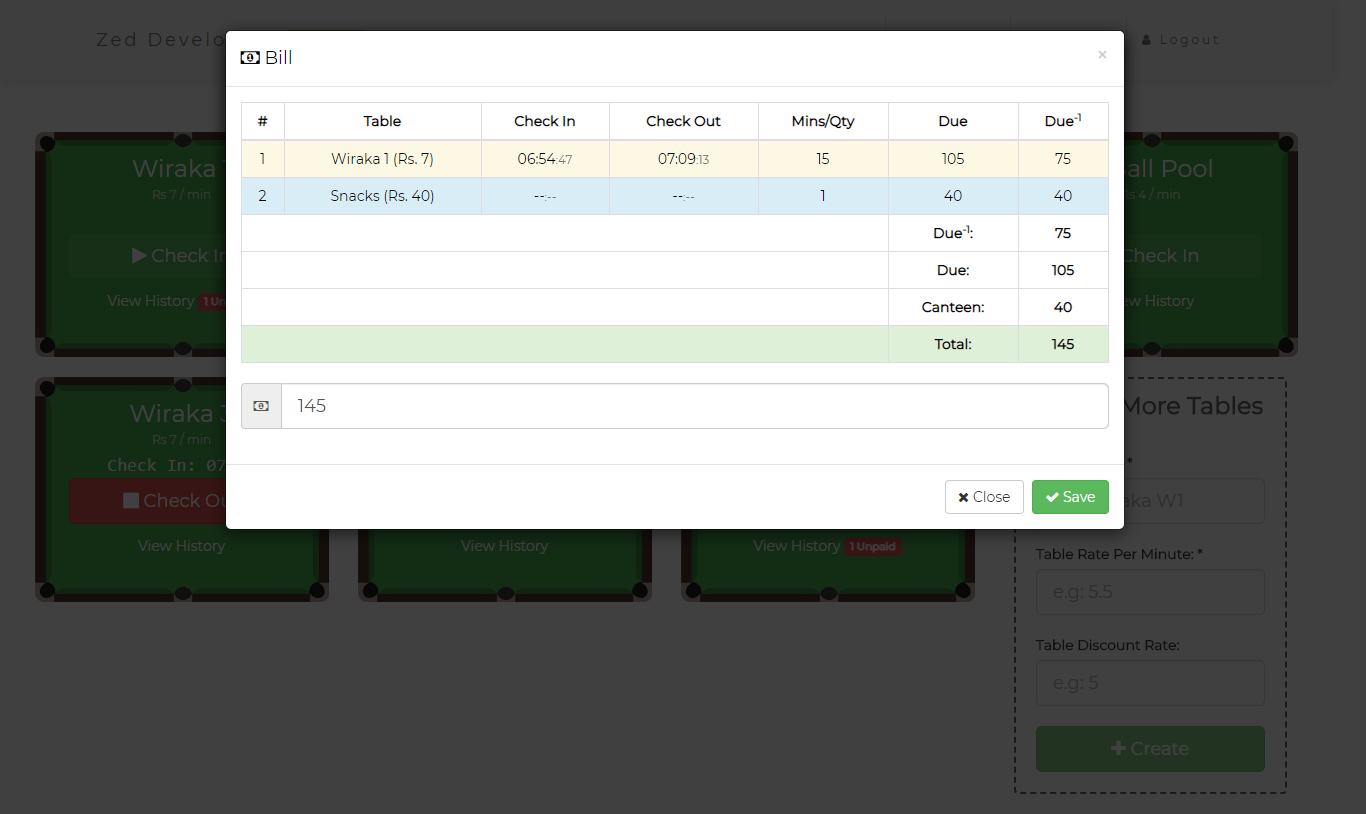 Zed Develo
Logout
Bill ×
# Table Check In Check Out Mins/Qty Due Due-1
1 Wiraka 1 (Rs. 7) 06:54:47 07:09:13 15 105 75
2 Snacks (Rs. 40) --:-- --:-- 1 40 40
Due-1: 75
Due: 105
Canteen: 40
Total: 145
145
Close Save
Wiraka
Rs 7 / min
Check In
View History 1 Un
all Pool
s 4 / min
Check In
ew History
Wiraka 3
Rs 7 / min
Check In: 07
Check Ou
View History
View History
View History 1 Unpaid
More Tables
*
aka W1
Table Rate Per Minute: *
e.g: 5.5
Table Discount Rate:
e.g: 5
Create